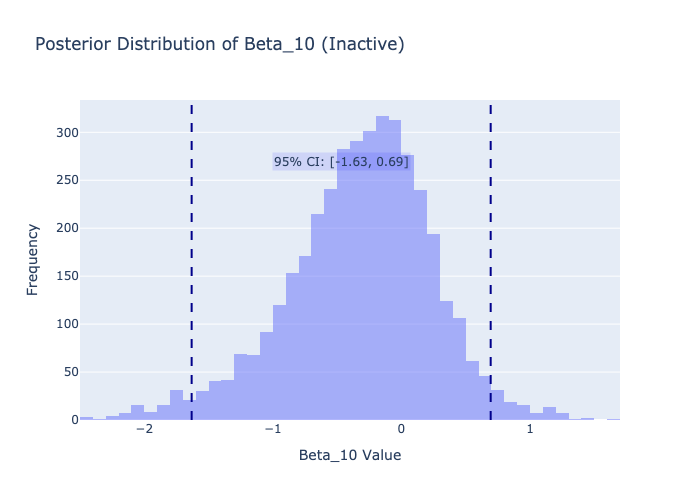 Posterior Distribution of Beta_10 (Inactive)
95% CI: [-1.63, 0.69]
Frequency
300
250
200
150
100
50
0
−2
−1
0
1
Beta_10 Value